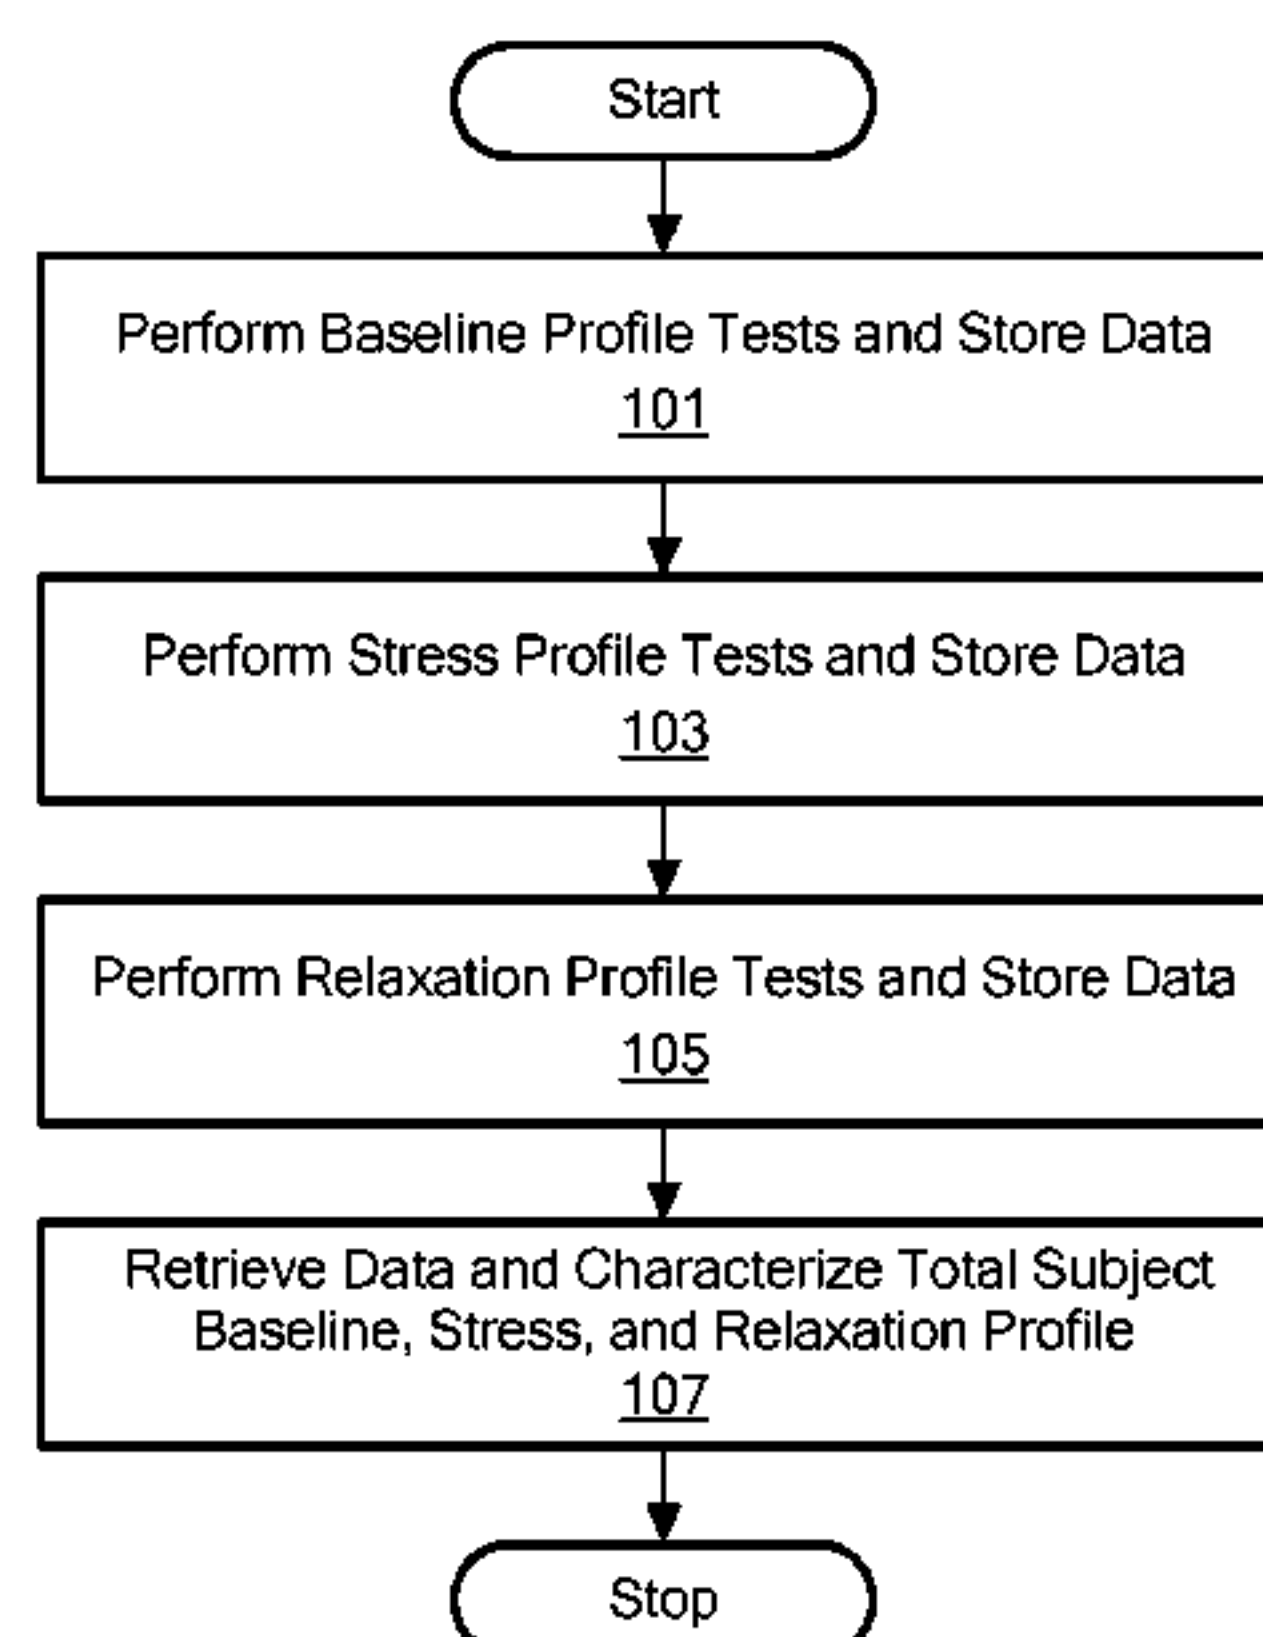 Start
Perform Baseline Profile Tests and Store Data
101
Perform Stress Profile Tests and Store Data
103
Perform Relaxation Profile Tests and Store Data
105
Retrieve Data and Characterize Total Subject
Baseline, Stress, and Relaxation Profile
107
Stop